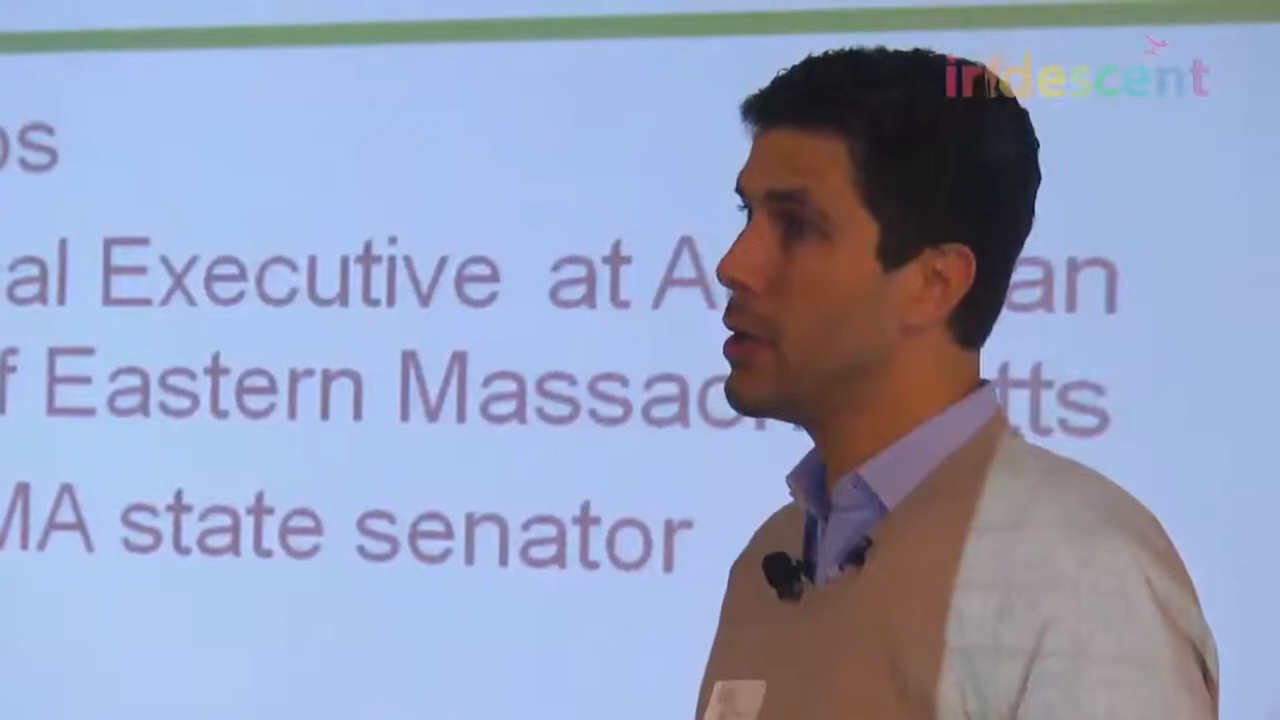 iridescent
os
al Executive at A an
f Eastern Massac tts
MA state senator